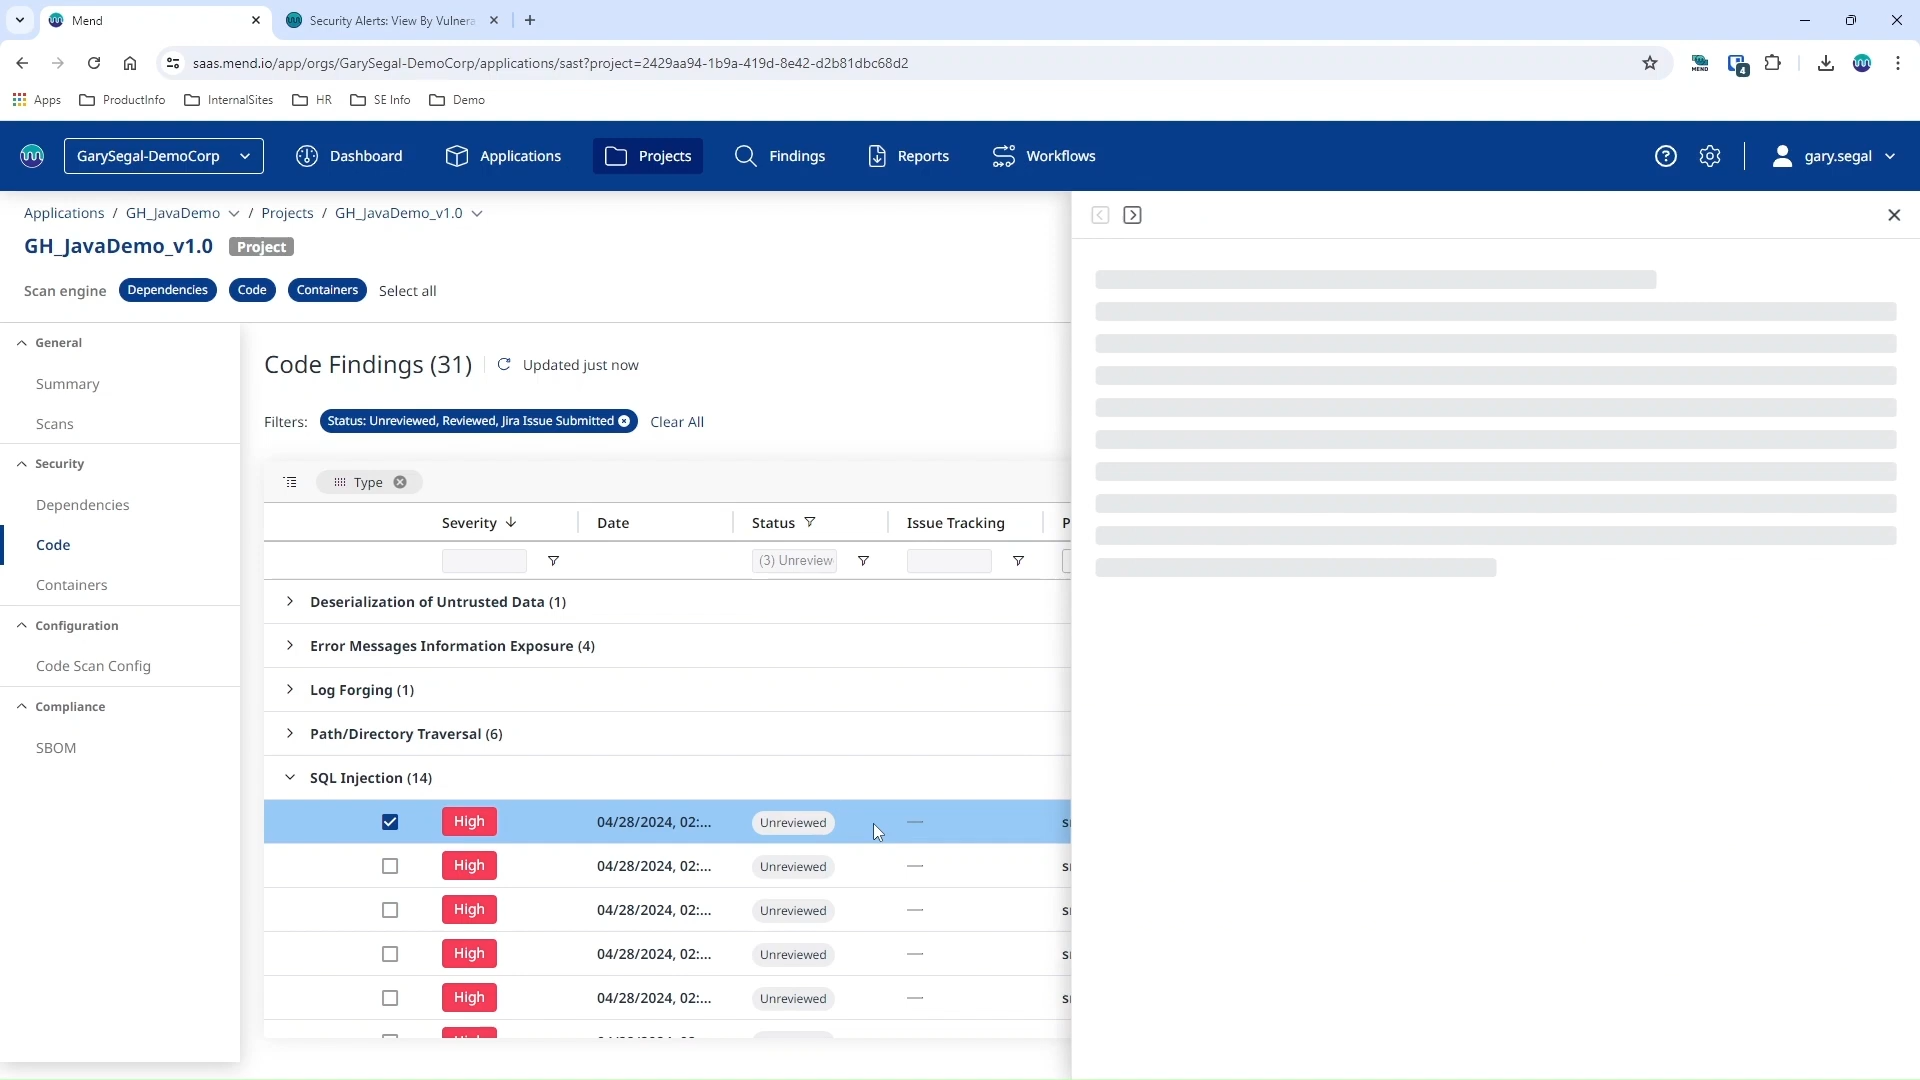 Mend
Security Alerts: View By Vulnera
saas.mend.io/app/orgs/GarySegal-DemoCorp/applications/sast?project=2429aa94-1b9a-419d-8e42-d2b81dbc68d2
MEND
4
Apps
ProductInfo
InternalSites
HR
SE Info
Demo
GarySegal-DemoCorp
Dashboard
Applications
Projects
Findings
Reports
Workflows
gary.segal
Applications / GH_JavaDemo / Projects / GH_JavaDemo_v1.0
GH_JavaDemo_v1.0 Project
Scan engine Dependencies Code Containers Select all
General
Summary
Scans
Security
Dependencies
Code
Containers
Configuration
Code Scan Config
Compliance
SBOM
Code Findings (31) Updated just now
Filters: Status: Unreviewed, Reviewed, Jira Issue Submitted Clear All
Type
Severity Date Status Issue Tracking P
(3) Unreview
Deserialization of Untrusted Data (1)
Error Messages Information Exposure (4)
Log Forging (1)
Path/Directory Traversal (6)
SQL Injection (14)
High 04/28/2024, 02:... Unreviewed —
High 04/28/2024, 02:... Unreviewed —
High 04/28/2024, 02:... Unreviewed —
High 04/28/2024, 02:... Unreviewed —
High 04/28/2024, 02:... Unreviewed —